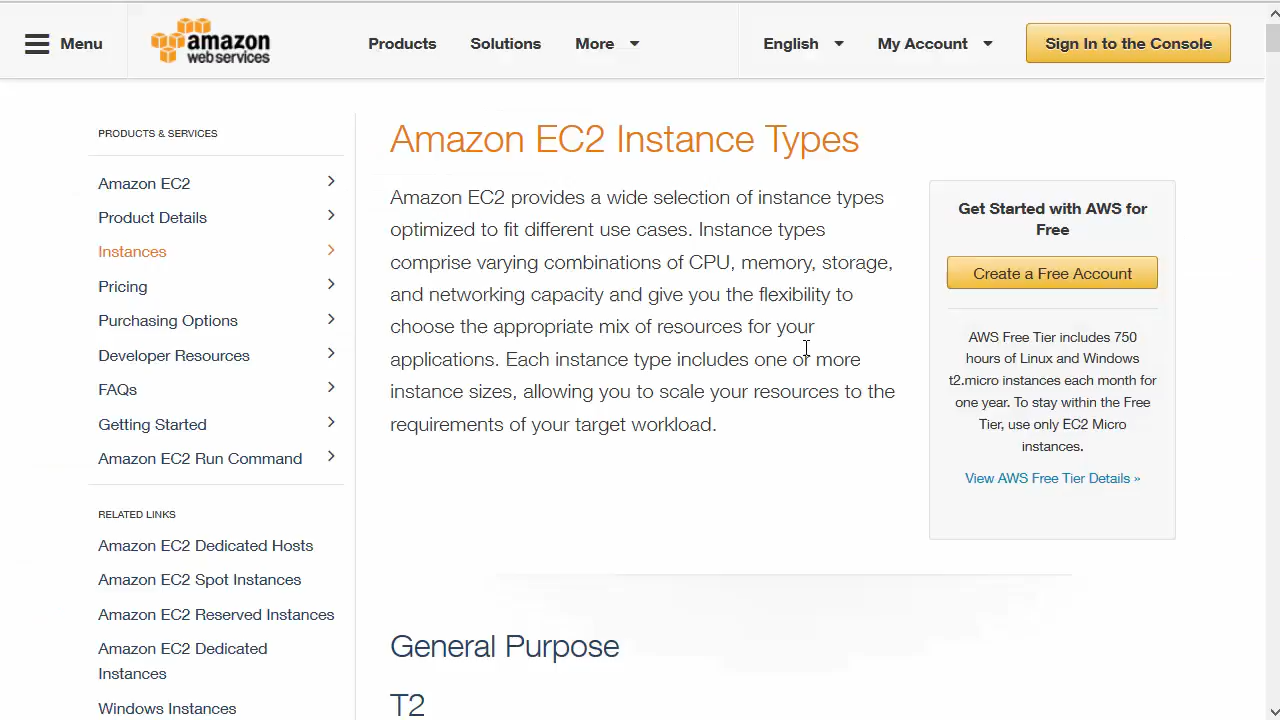 Menu
amazon
web services
Products
Solutions
More
English
My Account
Sign In to the Console
PRODUCTS & SERVICES
Amazon EC2
Product Details
Instances
Pricing
Purchasing Options
Developer Resources
FAQs
Getting Started
Amazon EC2 Run Command
RELATED LINKS
Amazon EC2 Dedicated Hosts
Amazon EC2 Spot Instances
Amazon EC2 Reserved Instances
Amazon EC2 Dedicated
Instances
Windows Instances
Amazon EC2 Instance Types
Amazon EC2 provides a wide selection of instance types
optimized to fit different use cases. Instance types
comprise varying combinations of CPU, memory, storage,
and networking capacity and give you the flexibility to
choose the appropriate mix of resources for your
applications. Each instance type includes one or more
instance sizes, allowing you to scale your resources to the
requirements of your target workload.
Get Started with AWS for
Free
Create a Free Account
AWS Free Tier includes 750
hours of Linux and Windows
t2.micro instances each month for
one year. To stay within the Free
Tier, use only EC2 Micro
instances.
View AWS Free Tier Details »
General Purpose
T2